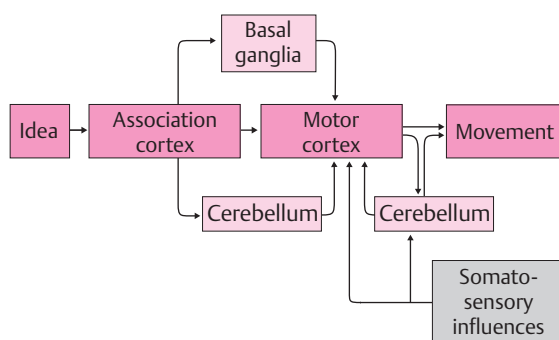 Basal
ganglia
Idea
Association
cortex
Motor
cortex
Movement
Cerebellum
Cerebellum
Somato-
sensory
influences